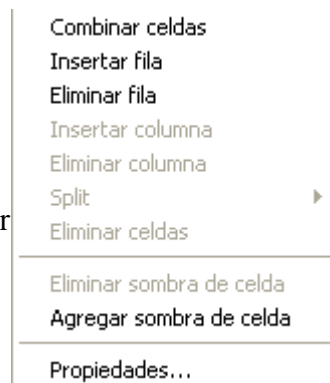 Combinar celdas
Insertar fila
Eliminar fila
Insertar columna
Eliminar columna
Split
r
Eliminar celdas
Eliminar sombra de celda
Agregar sombra de celda
Propiedades...